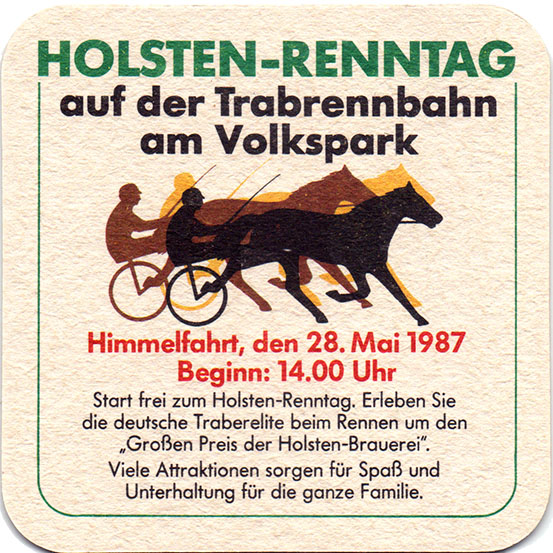 HOLSTEN-RENNTAG
auf der Trabrennbahn
am Volkspark
Himmelfahrt, den 28. Mai 1987
Beginn: 14.00 Uhr
Start frei zum Holsten-Renntag. Erleben Sie
die deutsche Traberelite beim Rennen um den
„Großen Preis der Holsten-Brauerei“.
Viele Attraktionen sorgen für Spaß und
Unterhaltung für die ganze Familie.